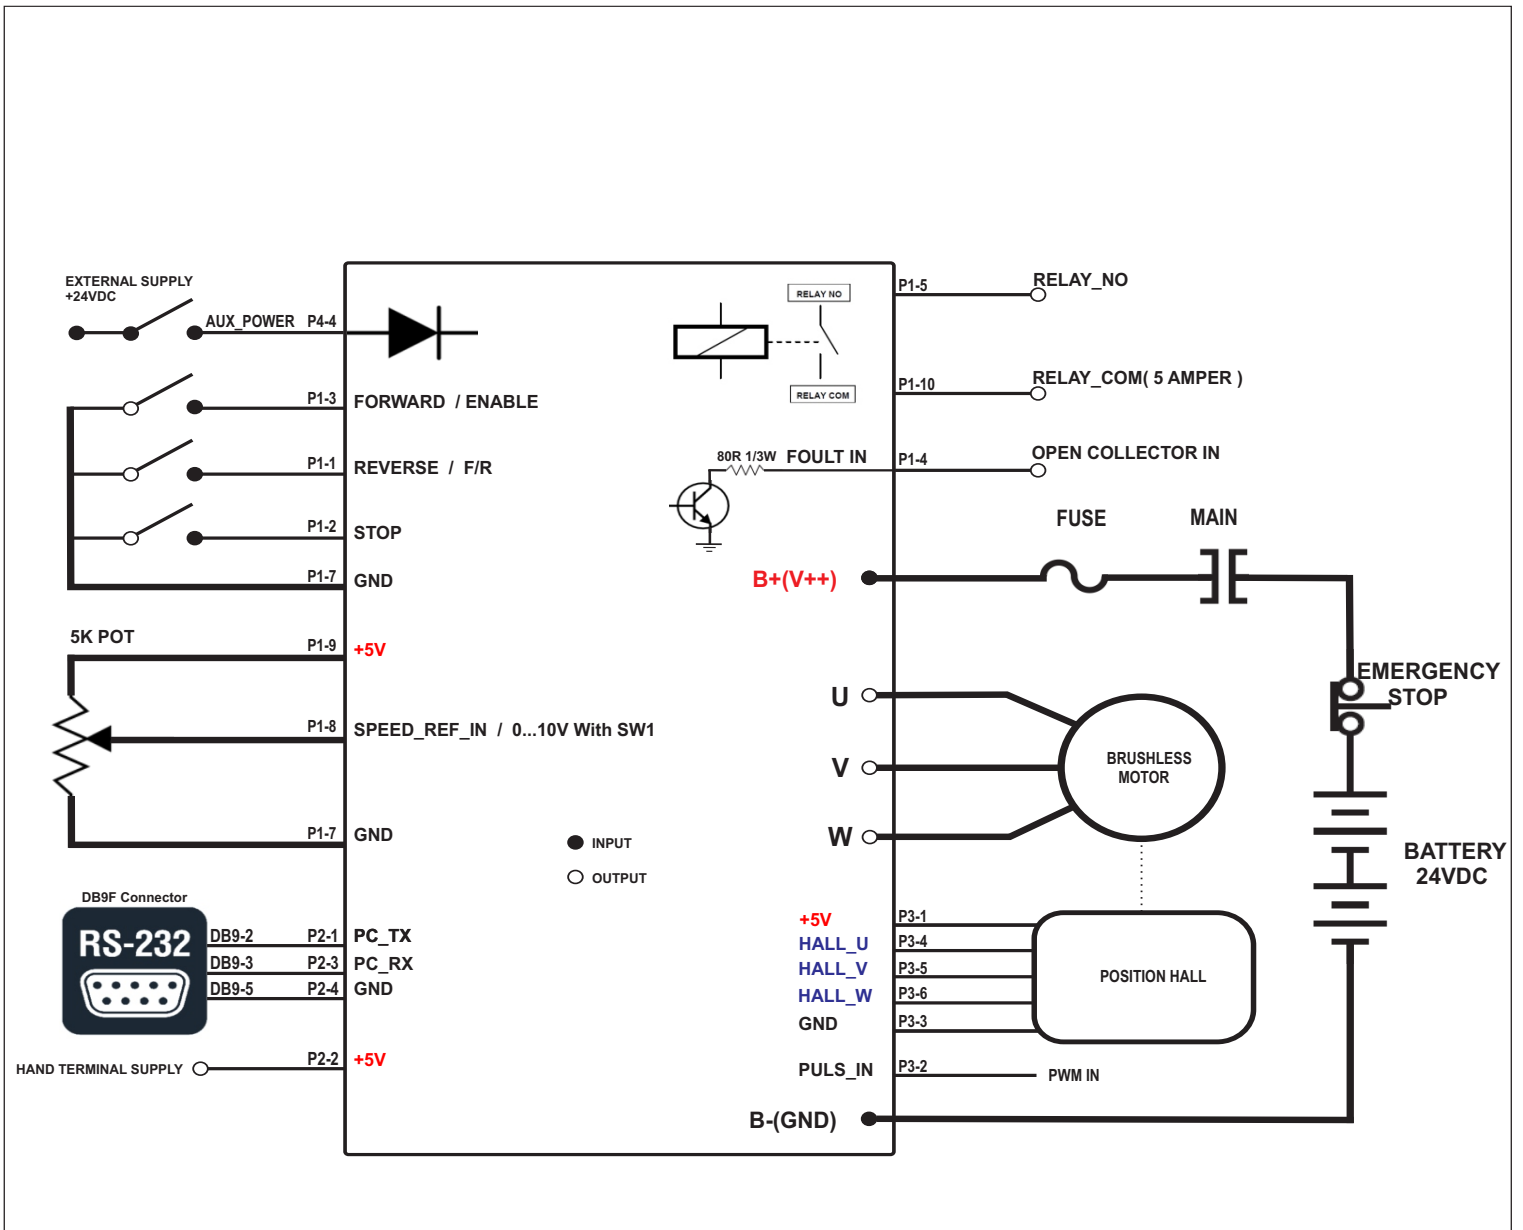 EXTERNAL SUPPLY
+24VDC
AUX_POWER P4-4
P1-3 FORWARD / ENABLE
P1-1 REVERSE / F/R
P1-2 STOP
P1-7 GND
5K POT
P1-9 +5V
P1-8 SPEED_REF_IN / 0...10V With SW1
P1-7 GND
DB9F Connector
RS-232
DB9-2 P2-1 PC_TX
DB9-3 P2-3 PC_RX
DB9-5 P2-4 GND
HAND TERMINAL SUPPLY P2-2 +5V
RELAY NO
RELAY COM
P1-5 RELAY_NO
P1-10 RELAY_COM( 5 AMPER )
80R 1/3W FOULT IN P1-4 OPEN COLLECTOR IN
FUSE MAIN
B+(V++)
EMERGENCY
STOP
U
V
W
BRUSHLESS
MOTOR
INPUT
OUTPUT
BATTERY
24VDC
+5V P3-1
HALL_U P3-4
HALL_V P3-5
HALL_W P3-6
GND P3-3
POSITION HALL
PULS_IN P3-2 PWM IN
B-(GND)